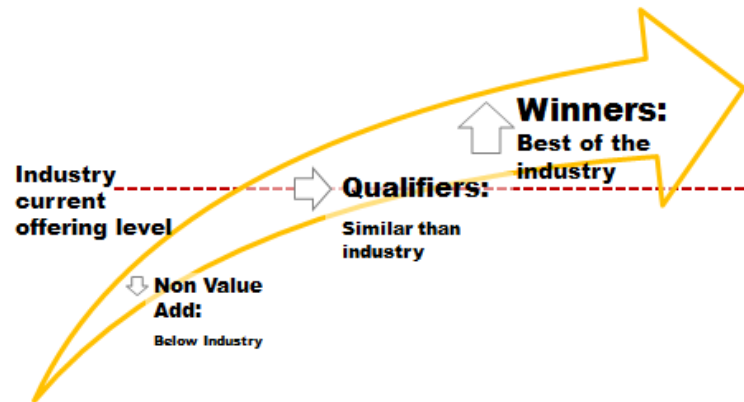 Winners:
Best of the
industry
Industry
current
offering level
Qualifiers:
Similar than
industry
Non Value
Add:
Below Industry